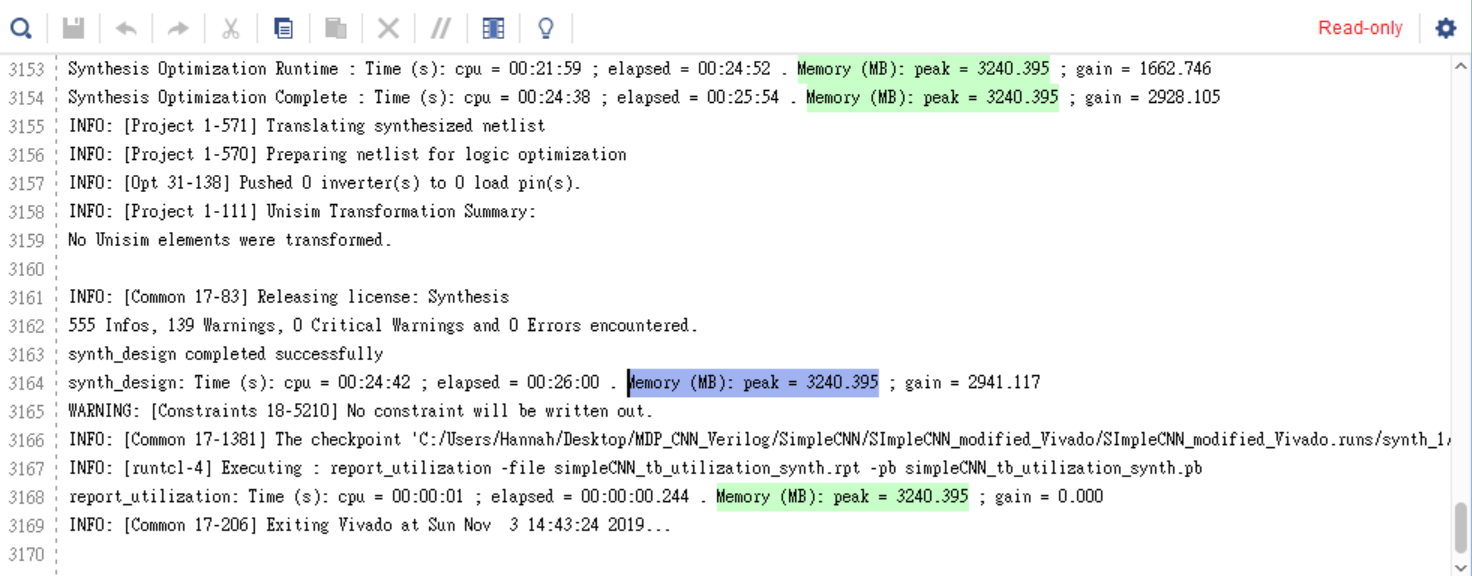 Read-only
3153 Synthesis Optimization Runtime : Time (s): cpu = 00:21:59 ; elapsed = 00:24:52 . Memory (MB): peak = 3240.395 ; gain = 1662.746
3154 Synthesis Optimization Complete : Time (s): cpu = 00:24:38 ; elapsed = 00:25:54 . Memory (MB): peak = 3240.395 ; gain = 2928.105
3155 INFO: [Project 1-571] Translating synthesized netlist
3156 INFO: [Project 1-570] Preparing netlist for logic optimization
3157 INFO: [Opt 31-138] Pushed 0 inverter(s) to 0 load pin(s).
3158 INFO: [Project 1-111] Unisim Transformation Summary:
3159 No Unisim elements were transformed.
3160
3161 INFO: [Common 17-83] Releasing license: Synthesis
3162 555 Infos, 139 Warnings, 0 Critical Warnings and 0 Errors encountered.
3163 synth_design completed successfully
3164 synth_design: Time (s): cpu = 00:24:42 ; elapsed = 00:26:00 . Memory (MB): peak = 3240.395 ; gain = 2941.117
3165 WARNING: [Constraints 18-5210] No constraint will be written out.
3166 INFO: [Common 17-1381] The checkpoint 'C:/Users/Hannah/Desktop/MDP_CNN_Verilog/SimpleCNN/SImpleCNN_modified_Vivado/SImpleCNN_modified_Vivado.runs/synth_1/
3167 INFO: [runtcl-4] Executing : report_utilization -file simpleCNN_tb_utilization_synth.rpt -pb simpleCNN_tb_utilization_synth.pb
3168 report_utilization: Time (s): cpu = 00:00:01 ; elapsed = 00:00:00.244 . Memory (MB): peak = 3240.395 ; gain = 0.000
3169 INFO: [Common 17-206] Exiting Vivado at Sun Nov  3 14:43:24 2019...
3170